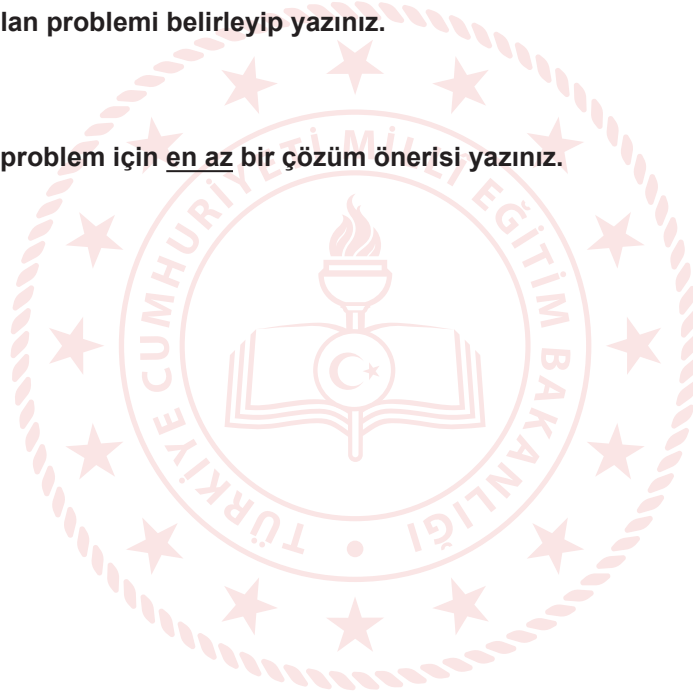 lan problemi belirleyip yazınız.
problem için en az bir çözüm önerisi yazınız.
TÜRKİYE CUMHURİYETİ MİLLÎ EĞİTİM BAKANLIĞI